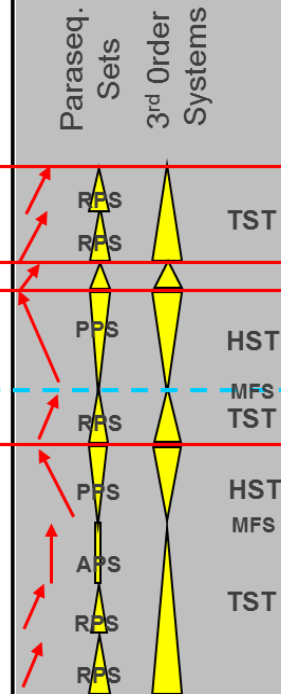 Paraseq.
Sets
3rd Order
Systems
RPS
TST
RPS
PPS
HST
MFS
RPS
TST
PPS
HST
MFS
APS
TST
RPS
RPS